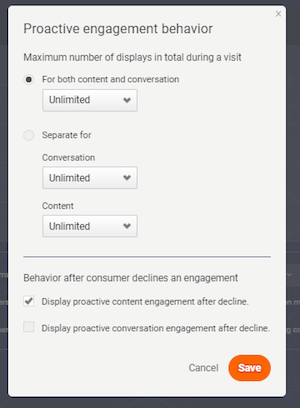 Proactive engagement behavior
Maximum number of displays in total during a visit
For both content and conversation
Unlimited
Separate for
Conversation
Unlimited
Content
Unlimited
Behavior after consumer declines an engagement
Display proactive content engagement after decline.
Display proactive conversation engagement after decline.
Cancel
Save